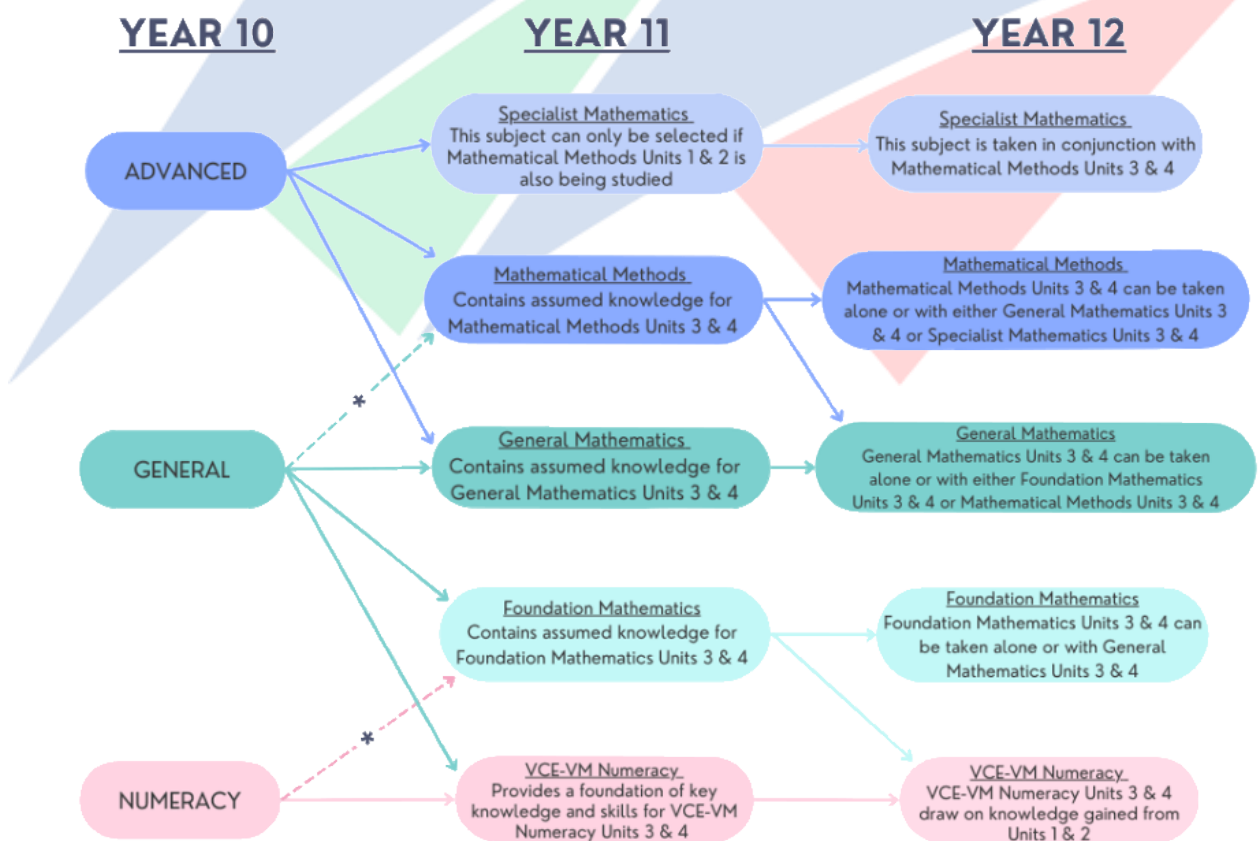 YEAR 10
YEAR 11
YEAR 12
ADVANCED
Specialist Mathematics
This subject can only be selected if
Mathematical Methods Units 1 & 2 is
also being studied
Specialist Mathematics
This subject is taken in conjunction with
Mathematical Methods Units 3 & 4
Mathematical Methods
Contains assumed knowledge for
Mathematical Methods Units 3 & 4
Mathematical Methods
Mathematical Methods Units 3 & 4 can be taken
alone or with either General Mathematics Units 3
& 4 or Specialist Mathematics Units 3 & 4
*
GENERAL
General Mathematics
Contains assumed knowledge for
General Mathematics Units 3 & 4
General Mathematics
General Mathematics Units 3 & 4 can be taken
alone or with either Foundation Mathematics
Units 3 & 4 or Mathematical Methods Units 3 & 4
Foundation Mathematics
Contains assumed knowledge for
Foundation Mathematics Units 3 & 4
Foundation Mathematics
Foundation Mathematics Units 3 & 4 can
be taken alone or with General
Mathematics Units 3 & 4
*
NUMERACY
VCE-VM Numeracy
Provides a foundation of key
knowledge and skills for VCE-VM
Numeracy Units 3 & 4
VCE-VM Numeracy
VCE-VM Numeracy Units 3 & 4
draw on knowledge gained from
Units 1 & 2